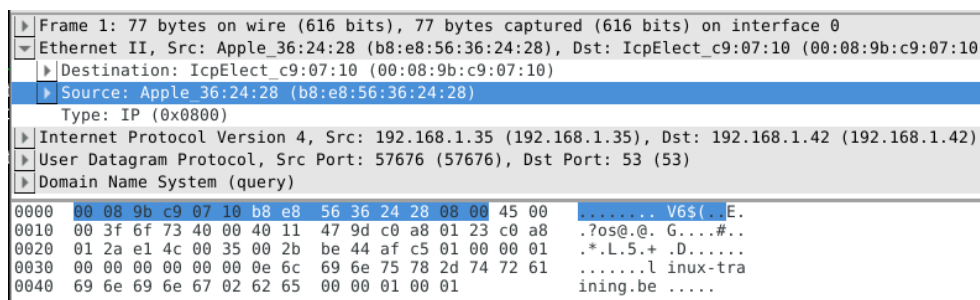 Frame 1: 77 bytes on wire (616 bits), 77 bytes captured (616 bits) on interface 0
Ethernet II, Src: Apple_36:24:28 (b8:e8:56:36:24:28), Dst: IcpElect_c9:07:10 (00:08:9b:c9:07:10
Destination: IcpElect_c9:07:10 (00:08:9b:c9:07:10)
Source: Apple_36:24:28 (b8:e8:56:36:24:28)
Type: IP (0x0800)
Internet Protocol Version 4, Src: 192.168.1.35 (192.168.1.35), Dst: 192.168.1.42 (192.168.1.42)
User Datagram Protocol, Src Port: 57676 (57676), Dst Port: 53 (53)
Domain Name System (query)
0000 00 08 9b c9 07 10 b8 e8 56 36 24 28 08 00 45 00 ........ V6$(..E.
0010 00 3f 6f 73 40 00 40 11 47 9d c0 a8 01 23 c0 a8 .?os@.@. G....#..
0020 01 2a e1 4c 00 35 00 2b be 44 af c5 01 00 00 01 .*.L.5.+ .D......
0030 00 00 00 00 00 00 0e 6c 69 6e 75 78 2d 74 72 61 .......l inux-tra
0040 69 6e 69 6e 67 02 62 65 00 00 01 00 01 ining.be .....